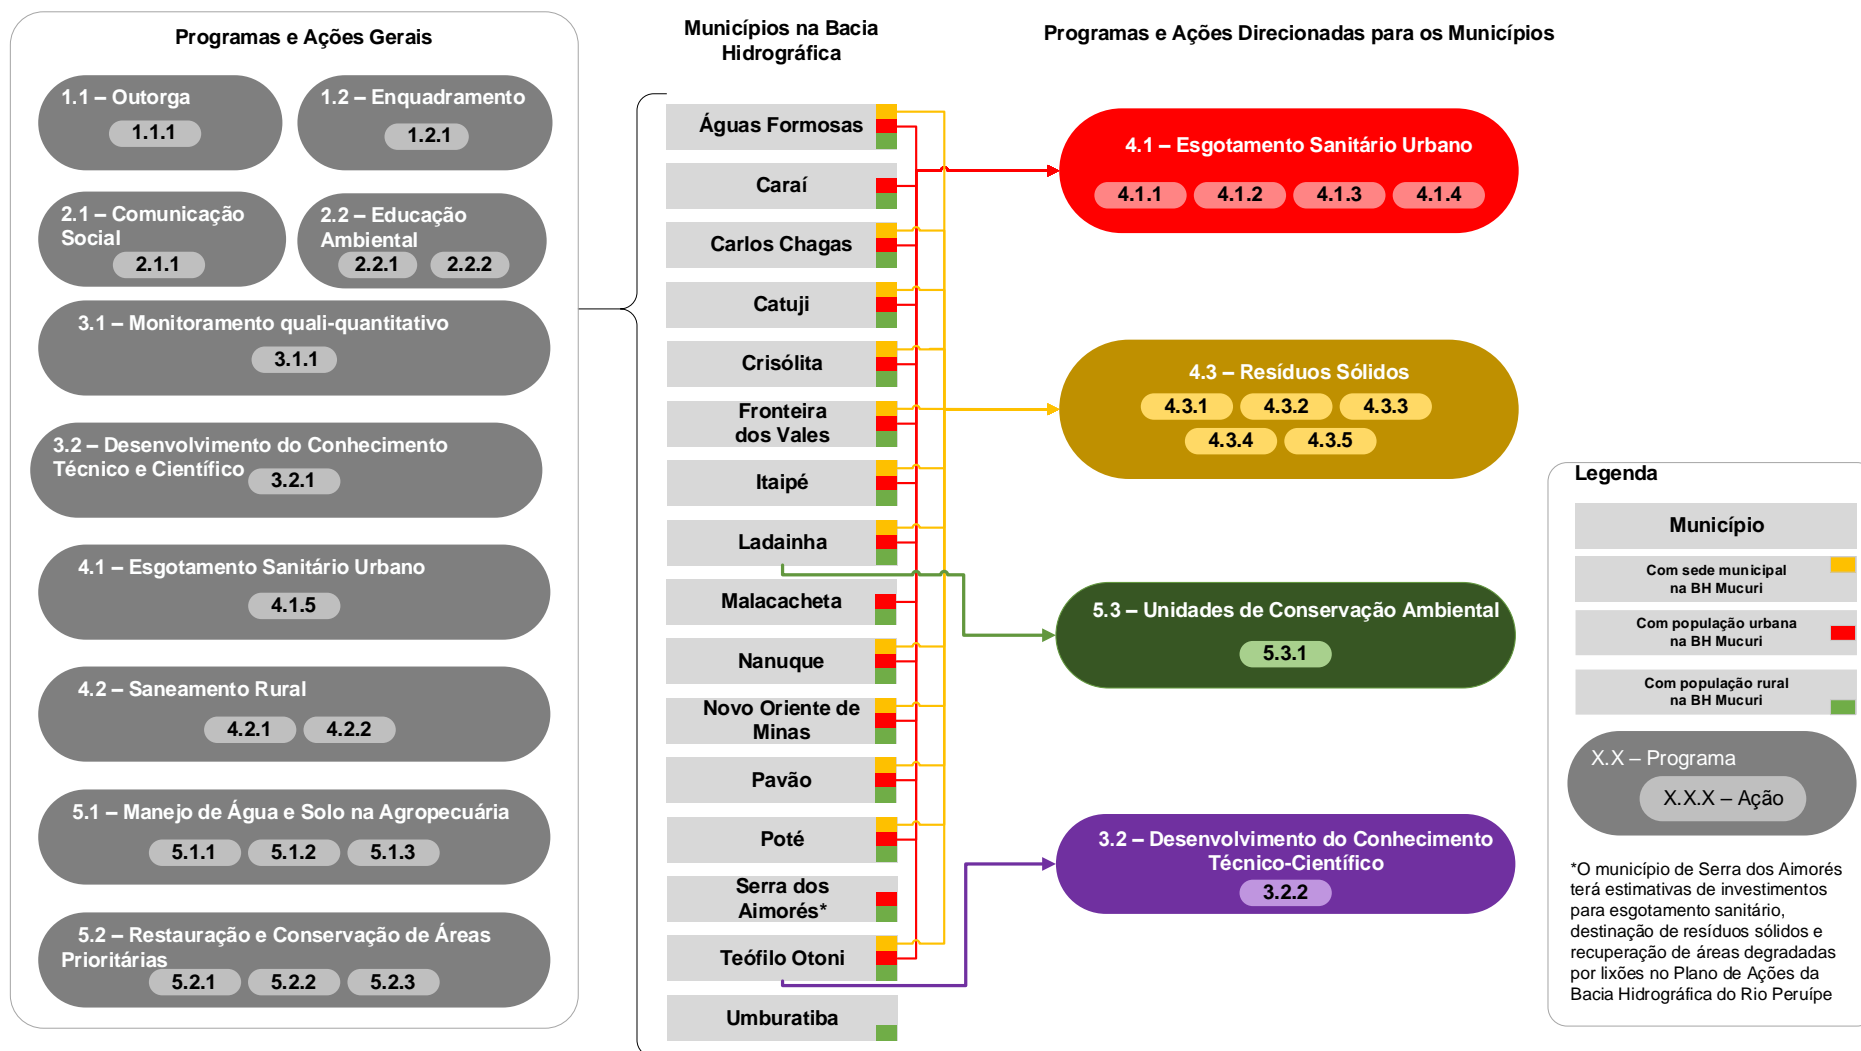 Programas e Ações Gerais
1.1 – Outorga
1.1.1
1.2 – Enquadramento
1.2.1
2.1 – Comunicação
Social
2.1.1
2.2 – Educação
Ambiental
2.2.1
2.2.2
3.1 – Monitoramento quali-quantitativo
3.1.1
3.2 – Desenvolvimento do Conhecimento
Técnico e Científico
3.2.1
4.1 – Esgotamento Sanitário Urbano
4.1.5
4.2 – Saneamento Rural
4.2.1
4.2.2
5.1 – Manejo de Água e Solo na Agropecuária
5.1.1
5.1.2
5.1.3
5.2 – Restauração e Conservação de Áreas
Prioritárias
5.2.1
5.2.2
5.2.3
Municípios na Bacia
Hidrográfica
Águas Formosas
Caraí
Carlos Chagas
Catuji
Crisólita
Fronteira
dos Vales
Itaipé
Ladainha
Malacacheta
Nanuque
Novo Oriente de
Minas
Pavão
Poté
Serra dos
Aimorés*
Teófilo Otoni
Umburatiba
Programas e Ações Direcionadas para os Municípios
4.1 – Esgotamento Sanitário Urbano
4.1.1
4.1.2
4.1.3
4.1.4
4.3 – Resíduos Sólidos
4.3.1
4.3.2
4.3.3
4.3.4
4.3.5
5.3 – Unidades de Conservação Ambiental
5.3.1
3.2 – Desenvolvimento do Conhecimento
Técnico-Científico
3.2.2
Legenda
Município
Com sede municipal
na BH Mucuri
Com população urbana
na BH Mucuri
Com população rural
na BH Mucuri
X.X – Programa
X.X.X – Ação
*O município de Serra dos Aimorés
terá estimativas de investimentos
para esgotamento sanitário,
destinação de resíduos sólidos e
recuperação de áreas degradadas
por lixões no Plano de Ações da
Bacia Hidrográfica do Rio Peruípe